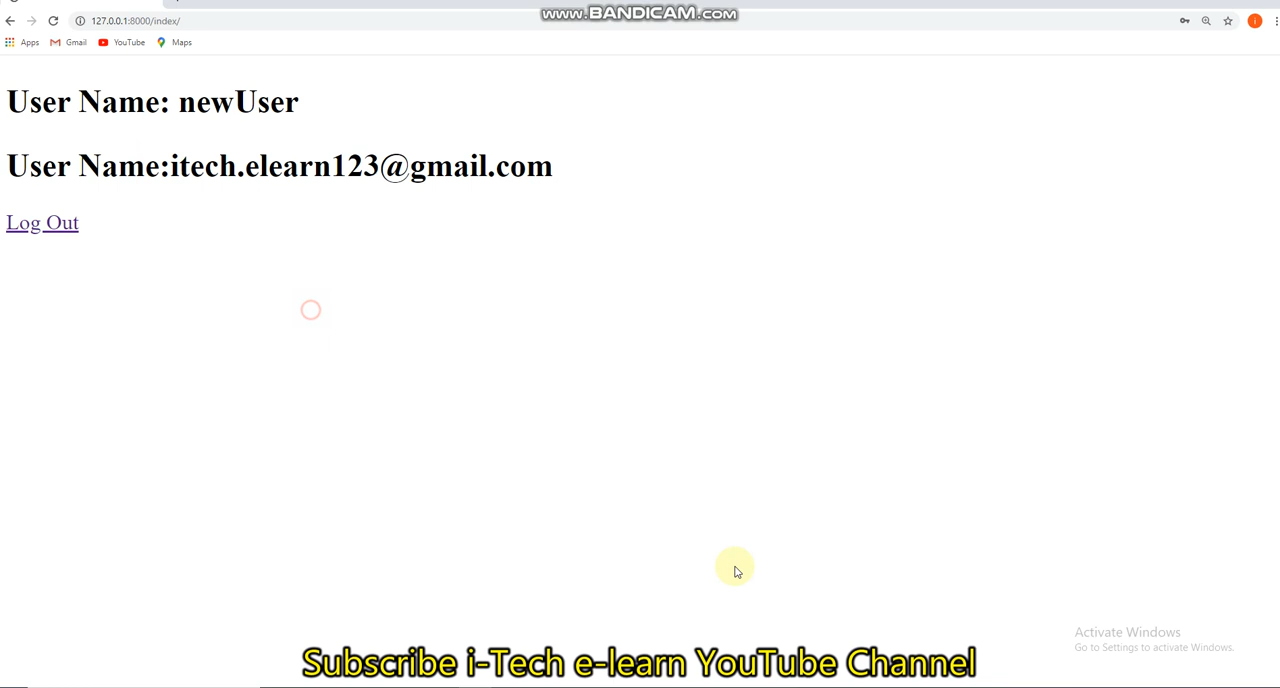 www.BANDICAM.com
127.0.0.1:8000/index/
Apps Gmail YouTube Maps
User Name: newUser
User Name:itech.elearn123@gmail.com
Log Out
Activate Windows
Go to Settings to activate Windows.
Subscribe i-Tech e-learn YouTube Channel